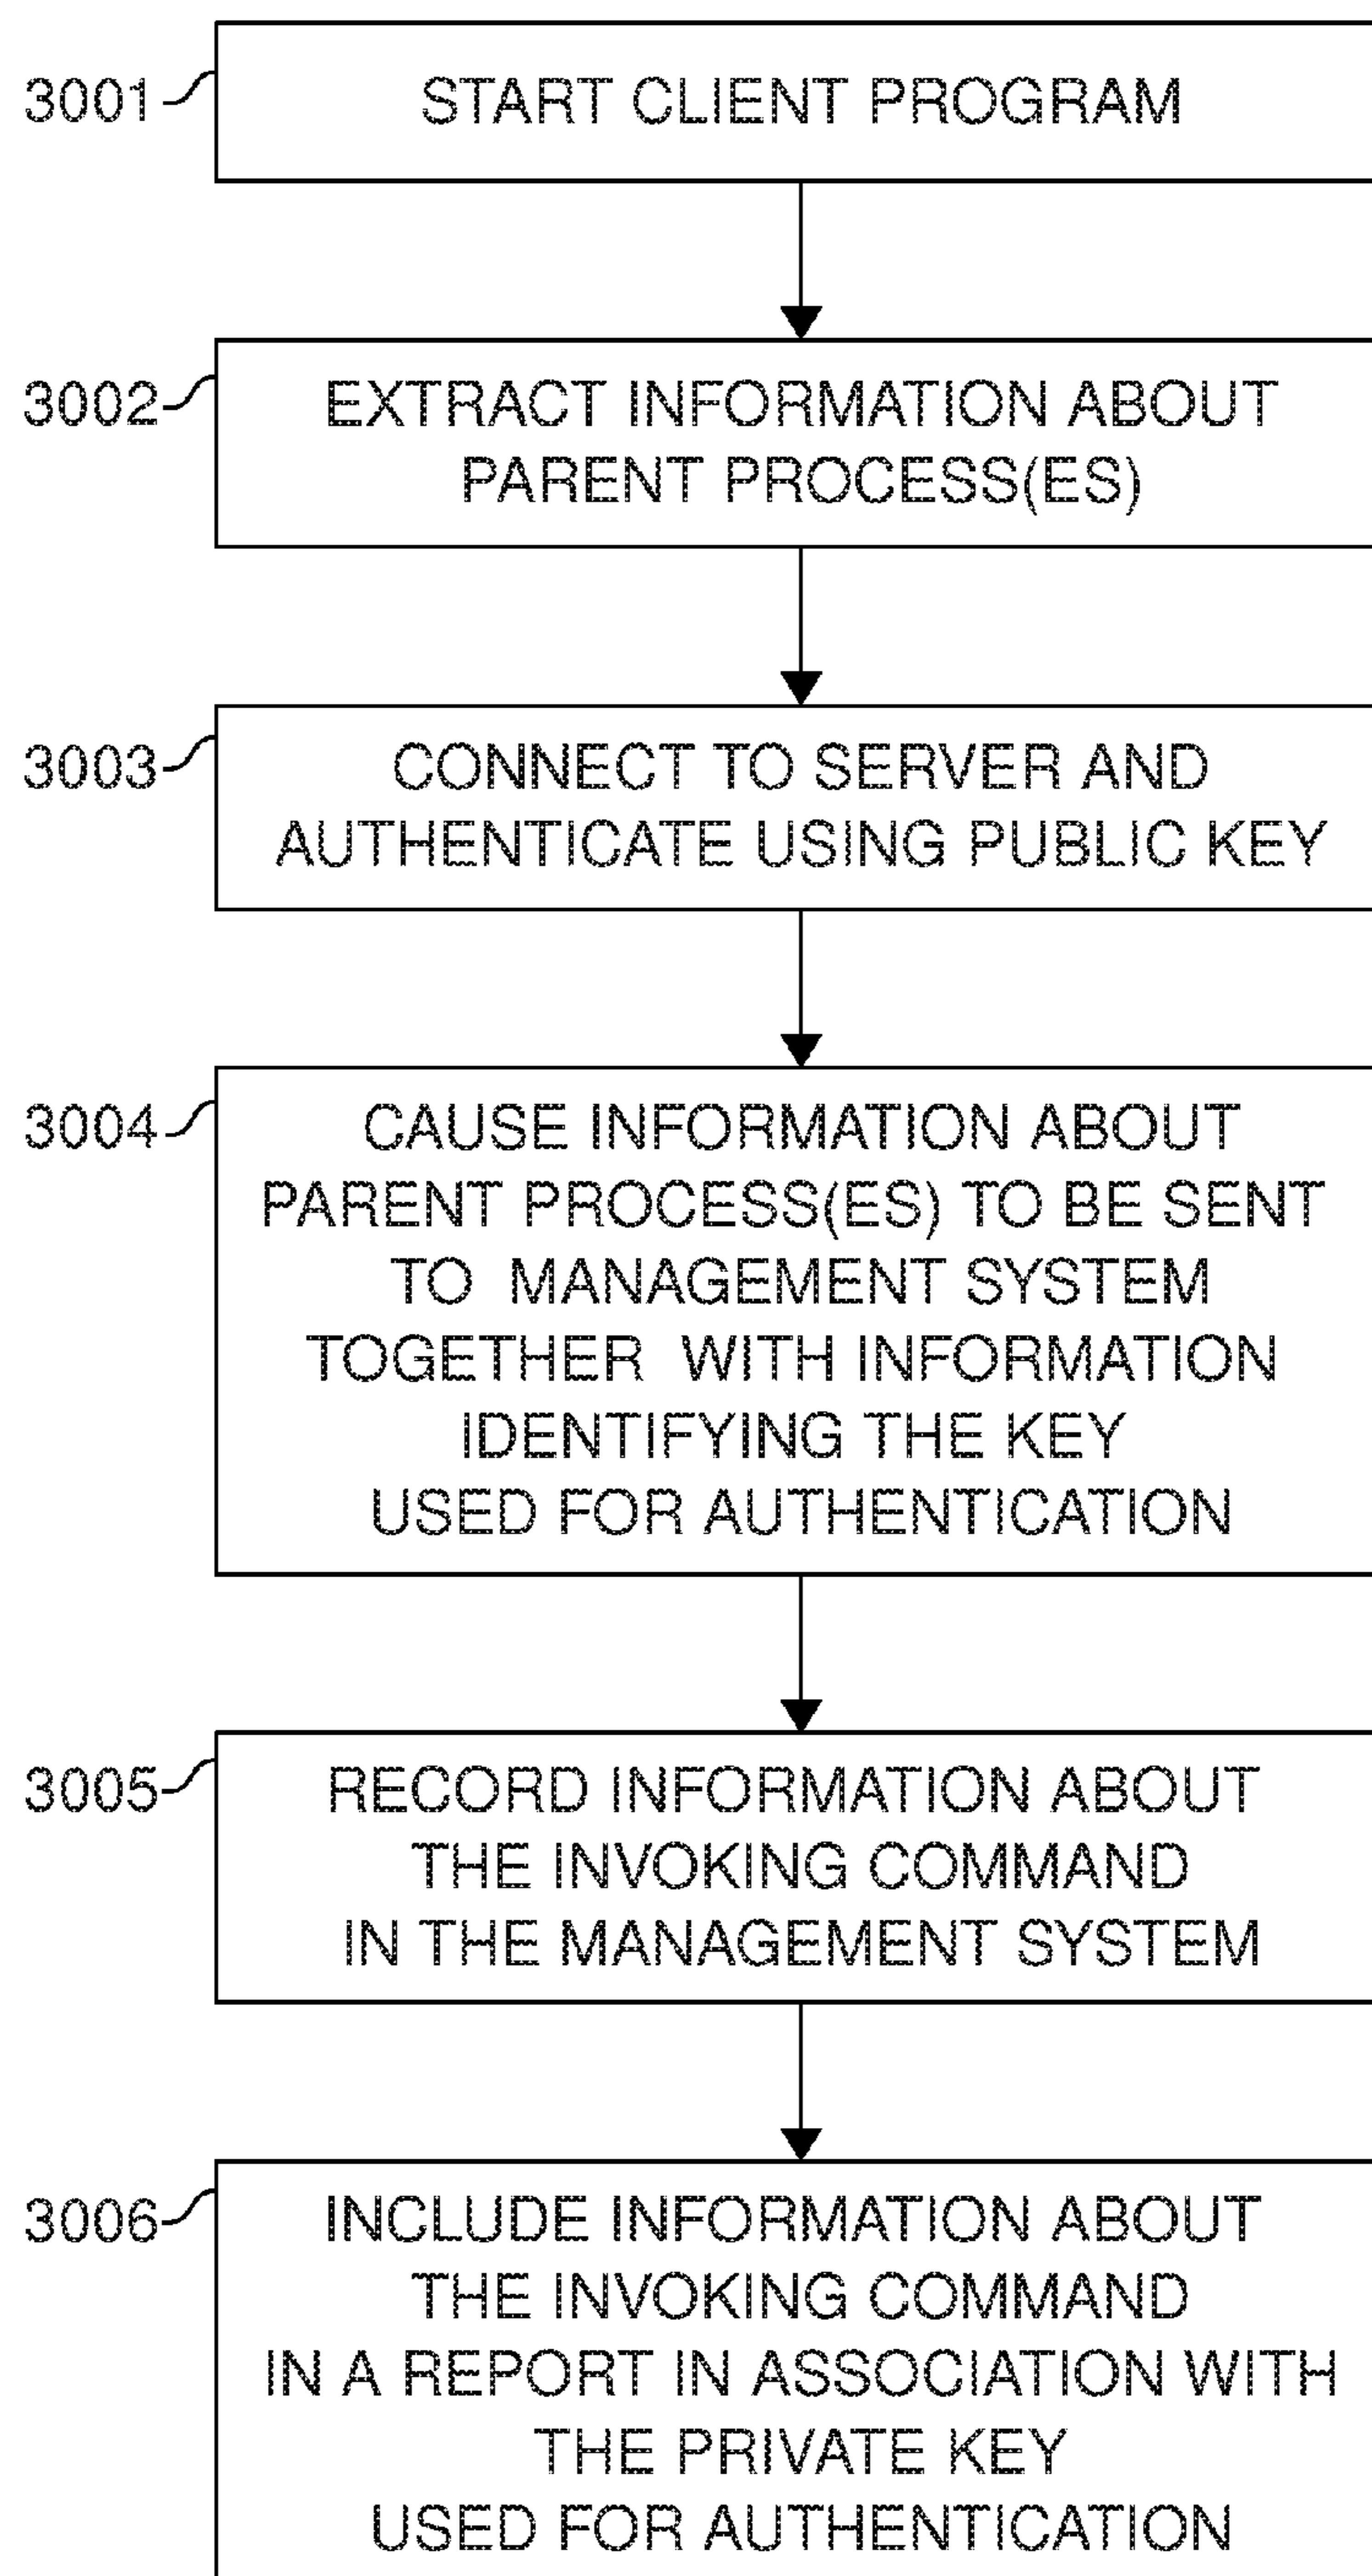 3001
START CLIENT PROGRAM
3002
EXTRACT INFORMATION ABOUT
PARENT PROCESS(ES)
3003
CONNECT TO SERVER AND
AUTHENTICATE USING PUBLIC KEY
3004
CAUSE INFORMATION ABOUT
PARENT PROCESS(ES) TO BE SENT
TO MANAGEMENT SYSTEM
TOGETHER WITH INFORMATION
IDENTIFYING THE KEY
USED FOR AUTHENTICATION
3005
RECORD INFORMATION ABOUT
THE INVOKING COMMAND
IN THE MANAGEMENT SYSTEM
3006
INCLUDE INFORMATION ABOUT
THE INVOKING COMMAND
IN A REPORT IN ASSOCIATION WITH
THE PRIVATE KEY
USED FOR AUTHENTICATION